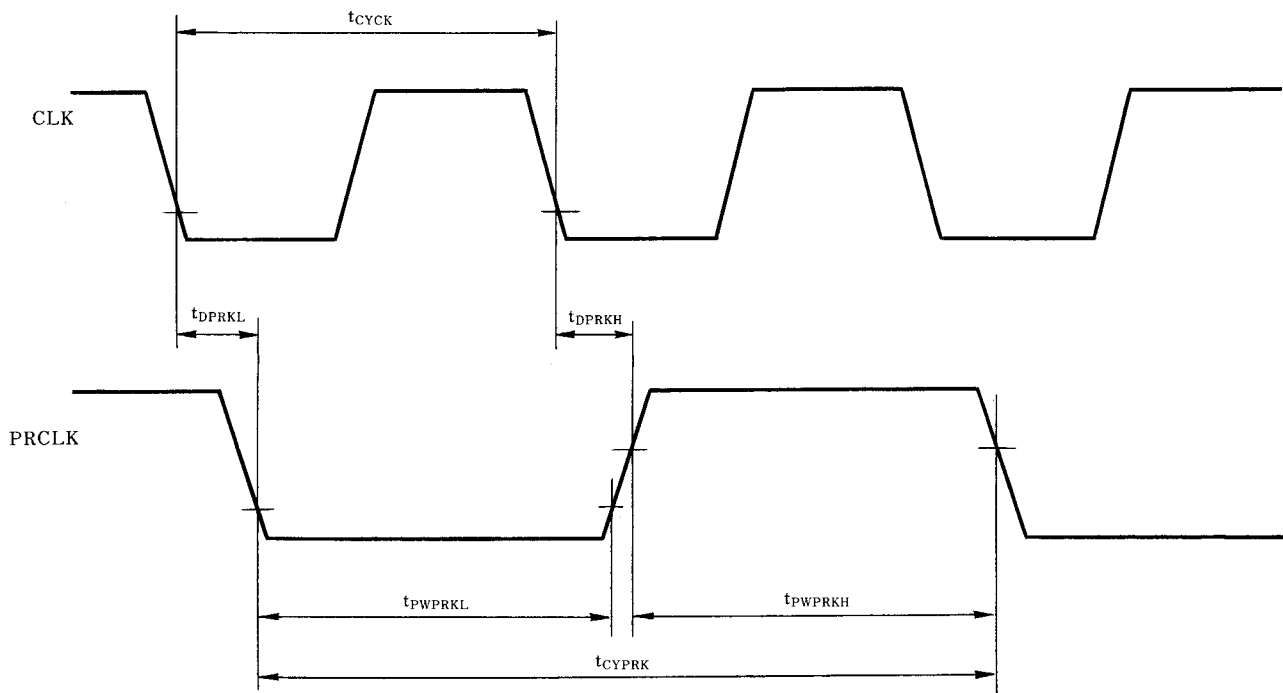 tCYCK
CLK
tDPRKL
tDPRKH
PRCLK
tPWPRKL
tPWPRKH
tCYPRK